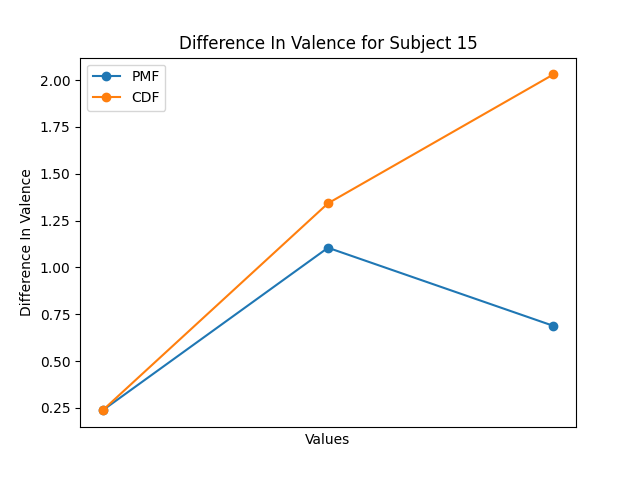 Difference In Valence for Subject 15
PMF
CDF
2.00
1.75
1.50
1.25
1.00
0.75
0.50
0.25
Difference In Valence
Values